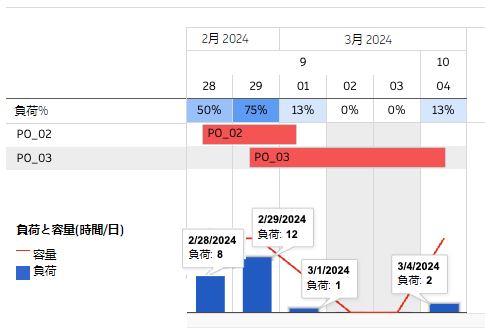 2月 2024 3月 2024
9 10
28 29 01 02 03 04
負荷% 50% 75% 13% 0% 0% 13%
PO_02 PO_02
PO_03 PO_03
負荷と容量(時間/日)
容量
負荷
2/28/2024
負荷: 8
2/29/2024
負荷: 12
3/1/2024
負荷: 1
3/4/2024
負荷: 2